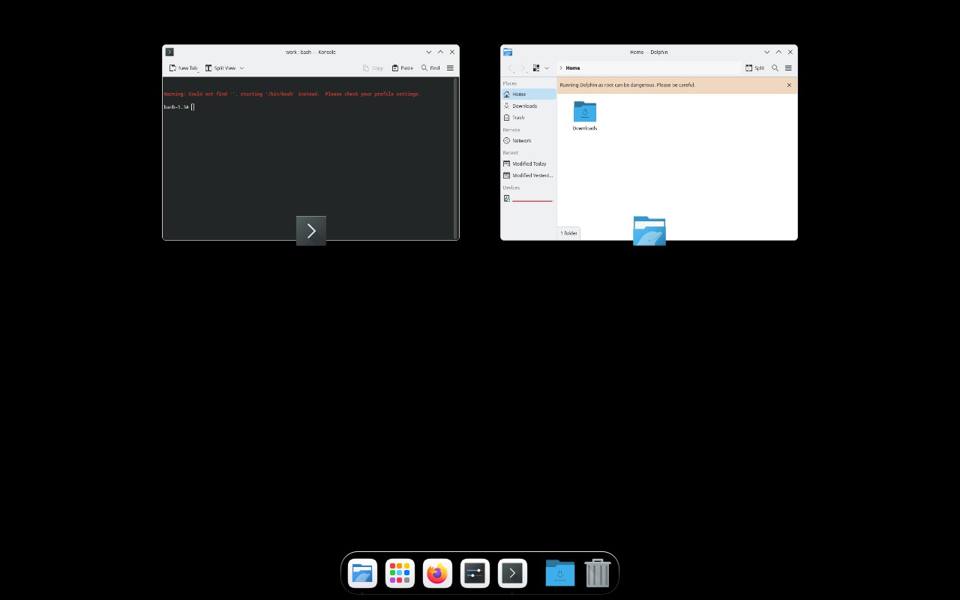 work : bash — Konsole
New Tab Split View Copy Paste Find
Warning: Could not find '', starting '/bin/bash' instead. Please check your profile settings.
bash-5.3#
Home — Dolphin
Home Split
Running Dolphin as root can be dangerous. Please be careful.
Places
Home
Downloads
Trash
Remote
Network
Recent
Modified Today
Modified Yesterd...
Devices
Downloads
1 folder